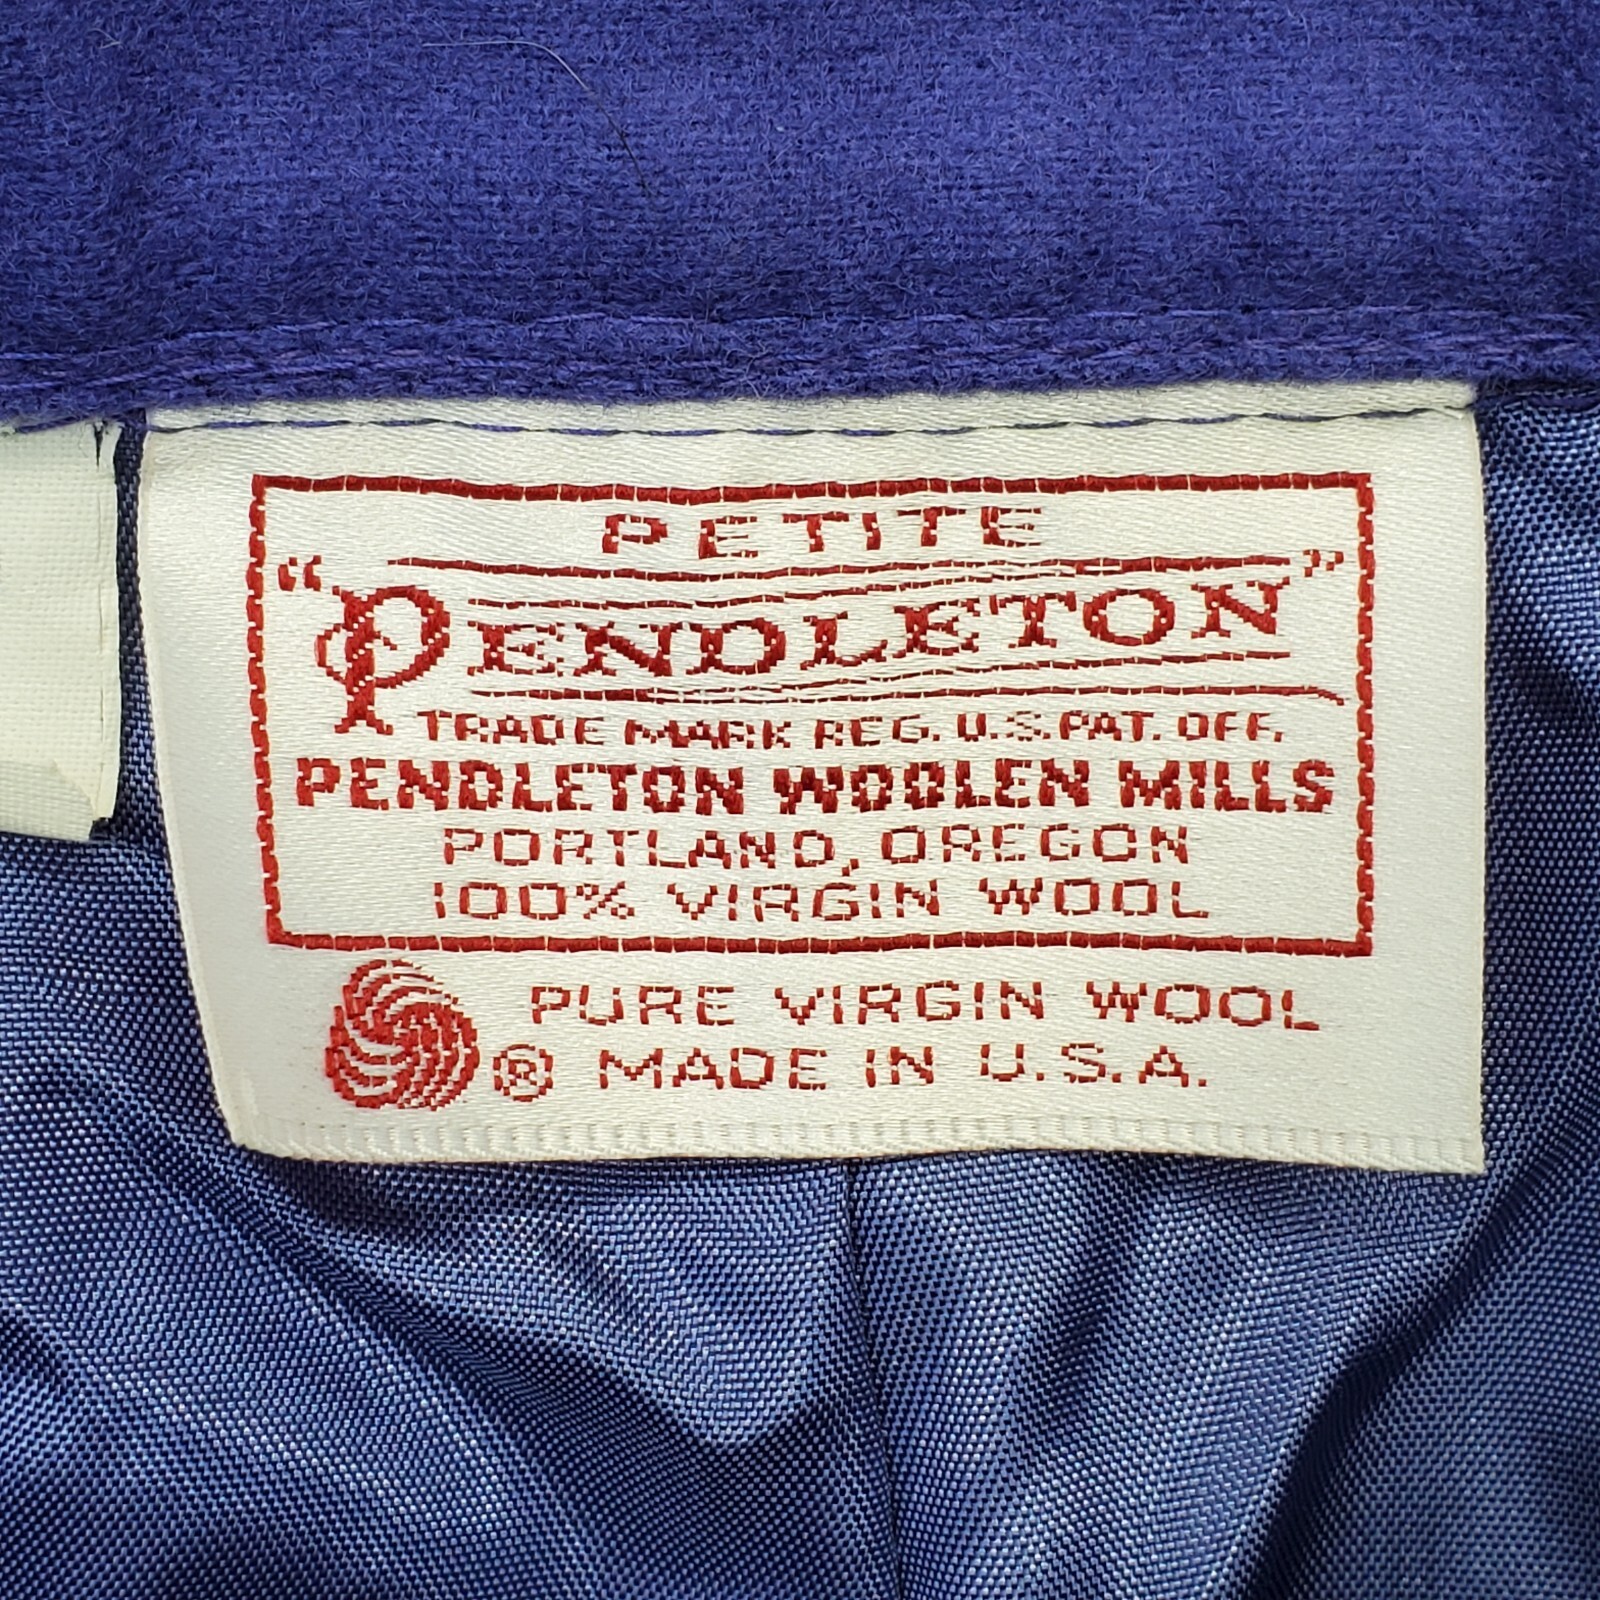 PETITE
"PENDLETON"
TRADE MARK REG. U.S. PAT. OFF.
PENDLETON WOOLEN MILLS
PORTLAND, OREGON
100% VIRGIN WOOL
PURE VIRGIN WOOL
® MADE IN U.S.A.